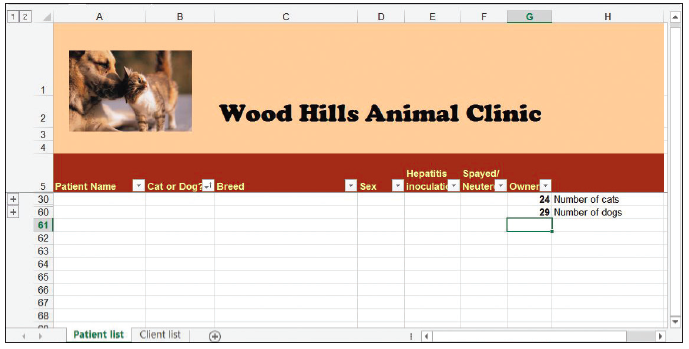 1 2
A B C D E F G H
1
2 Wood Hills Animal Clinic
3
4
Hepatitis Spayed/
5 Patient Name Cat or Dog? Breed Sex inoculati Neuter Owner
30 24 Number of cats
60 29 Number of dogs
61
62
63
64
65
66
67
68
Patient list Client list